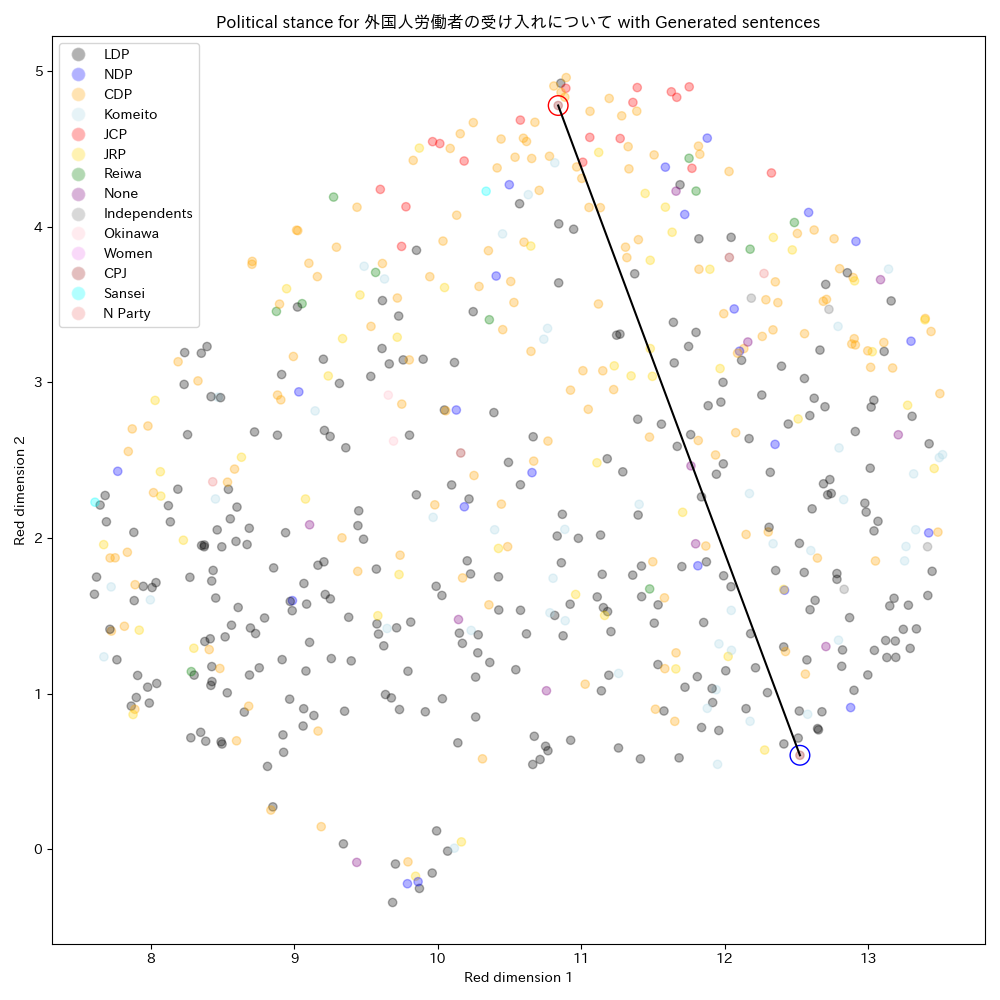 Political stance for 外国人労働者の受け入れについて with Generated sentences
LDP
NDP
CDP
Komeito
JCP
JRP
Reiwa
None
Independents
Okinawa
Women
CPJ
Sansei
N Party
5
4
3
2
1
0
Red dimension 2
8 9 10 11 12 13
Red dimension 1